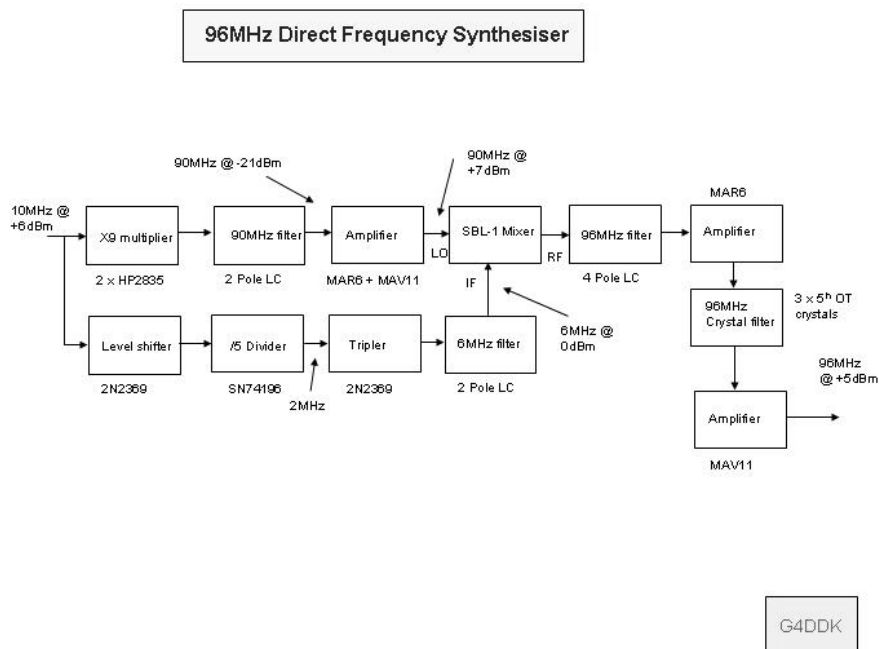 96MHz Direct Frequency Synthesiser
90MHz @ -21dBm
90MHz @
+7dBm
10MHz @
+6dBm
X9 multiplier
2 x HP2835
90MHz filter
2 Pole LC
Amplifier
MAR6 + MAV11
LO
SBL-1 Mixer
IF
RF
96MHz filter
4 Pole LC
MAR6
Amplifier
Level shifter
2N2369
/5 Divider
SN74196
2MHz
Tripler
2N2369
6MHz filter
2 Pole LC
6MHz @
0dBm
96MHz
Crystal filter
3 x 5ʰ OT
crystals
96MHz
@ +5dBm
Amplifier
MAV11
G4DDK